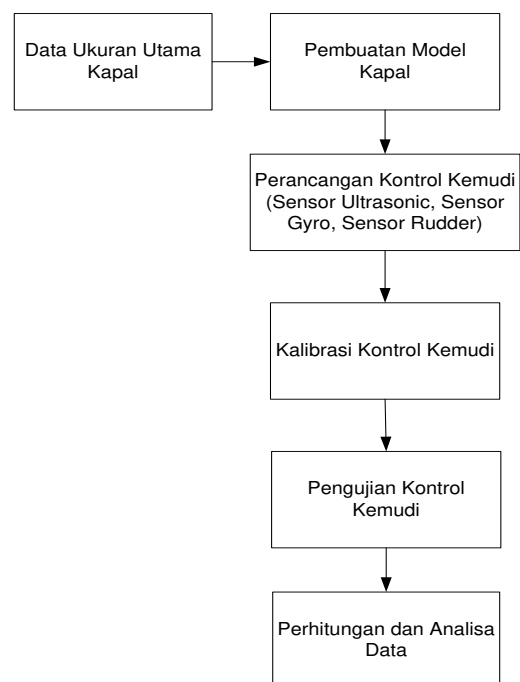 Data Ukuran Utama
Kapal
Pembuatan Model
Kapal
Perancangan Kontrol Kemudi
(Sensor Ultrasonic, Sensor
Gyro, Sensor Rudder)
Kalibrasi Kontrol Kemudi
Pengujian Kontrol
Kemudi
Perhitungan dan Analisa
Data